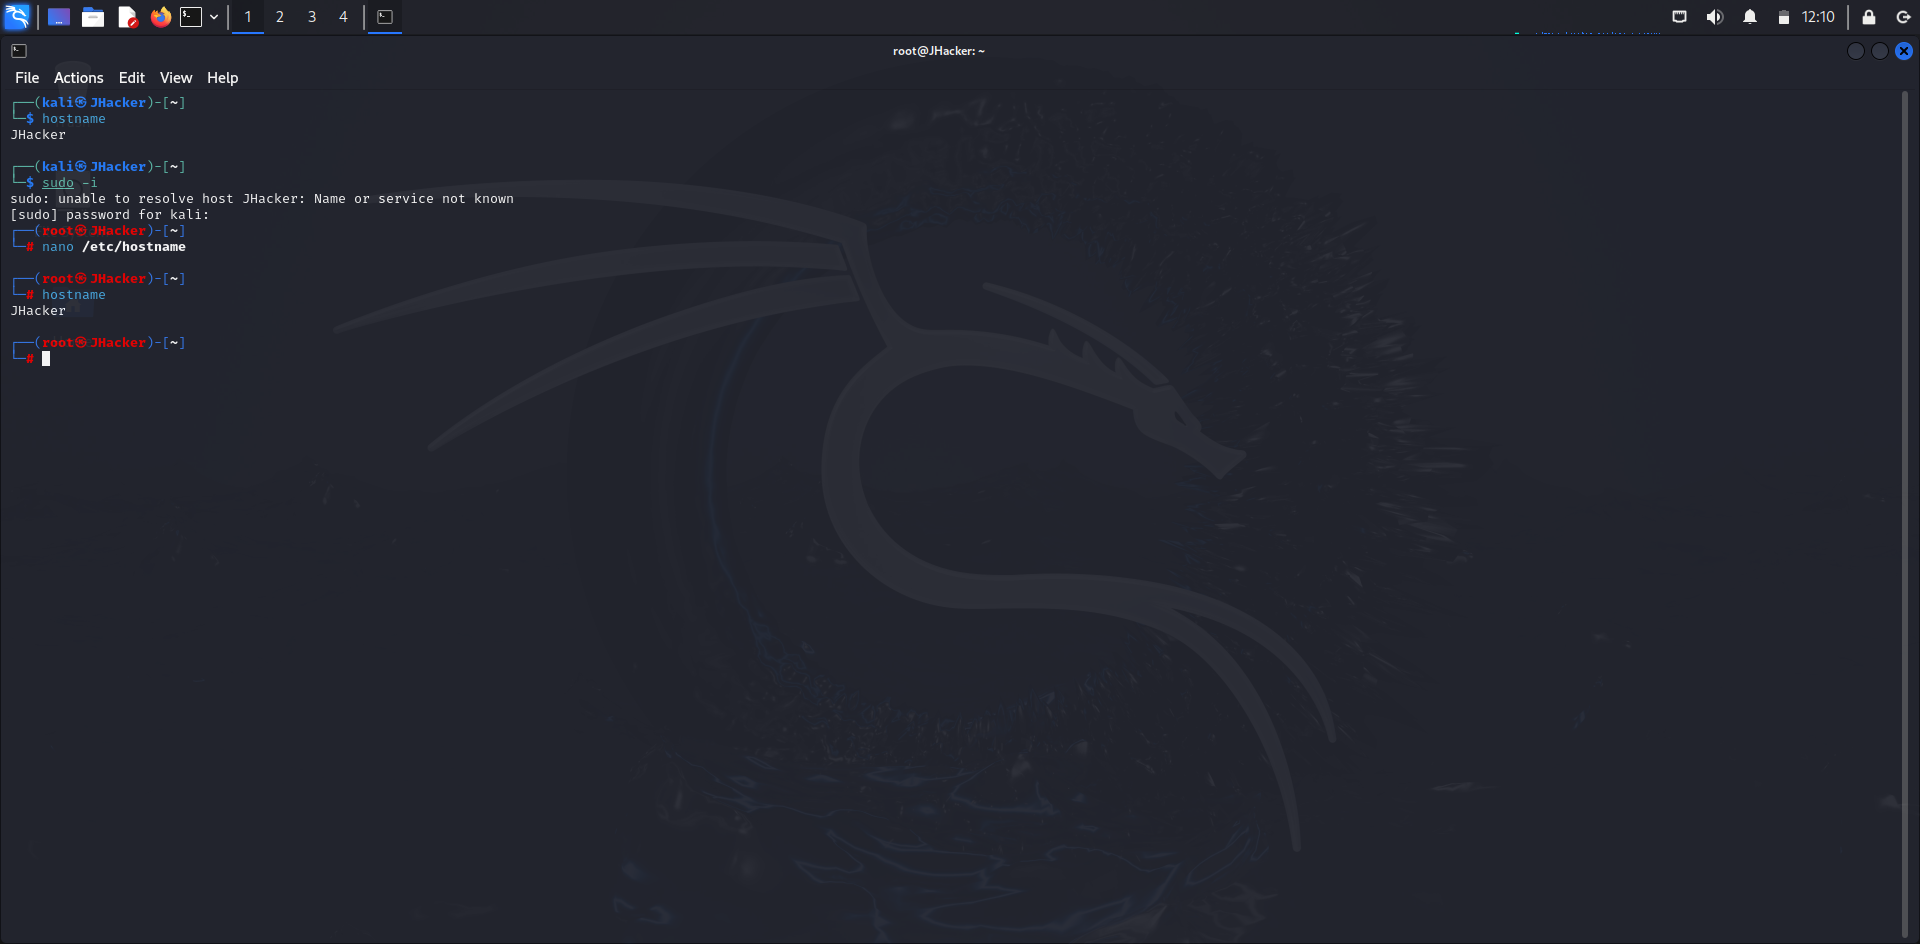 1 2 3 4 12:10
root@JHacker: ~
File Actions Edit View Help
┌──(kali㉿JHacker)-[~]
└─$ hostname
JHacker
┌──(kali㉿JHacker)-[~]
└─$ sudo -i
sudo: unable to resolve host JHacker: Name or service not known
[sudo] password for kali:
┌──(root㉿JHacker)-[~]
└─# nano /etc/hostname
┌──(root㉿JHacker)-[~]
└─# hostname
JHacker
┌──(root㉿JHacker)-[~]
└─#